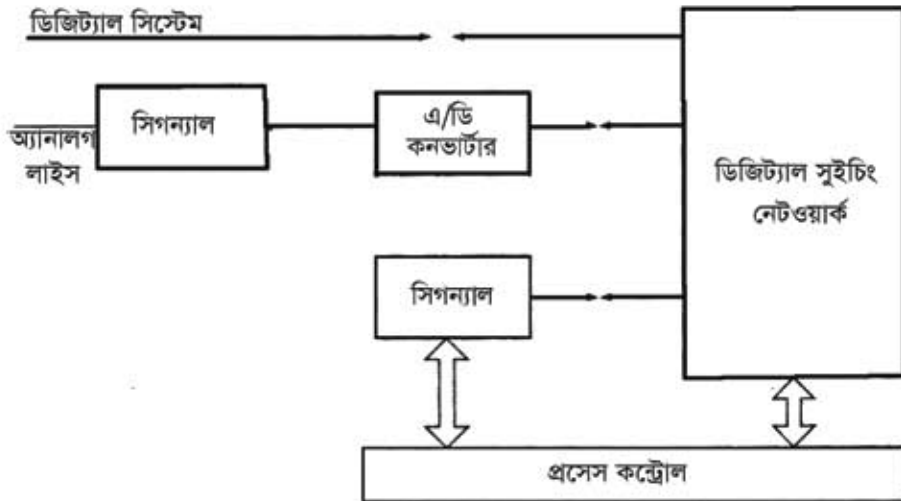 ডিজিট্যাল সিস্টেম
সিগন্যাল
অ্যানালগ
লাইস
এ/ডি
কনভার্টার
ডিজিট্যাল সুইচিং
নেটওয়ার্ক
সিগন্যাল
প্রসেস কন্ট্রোল